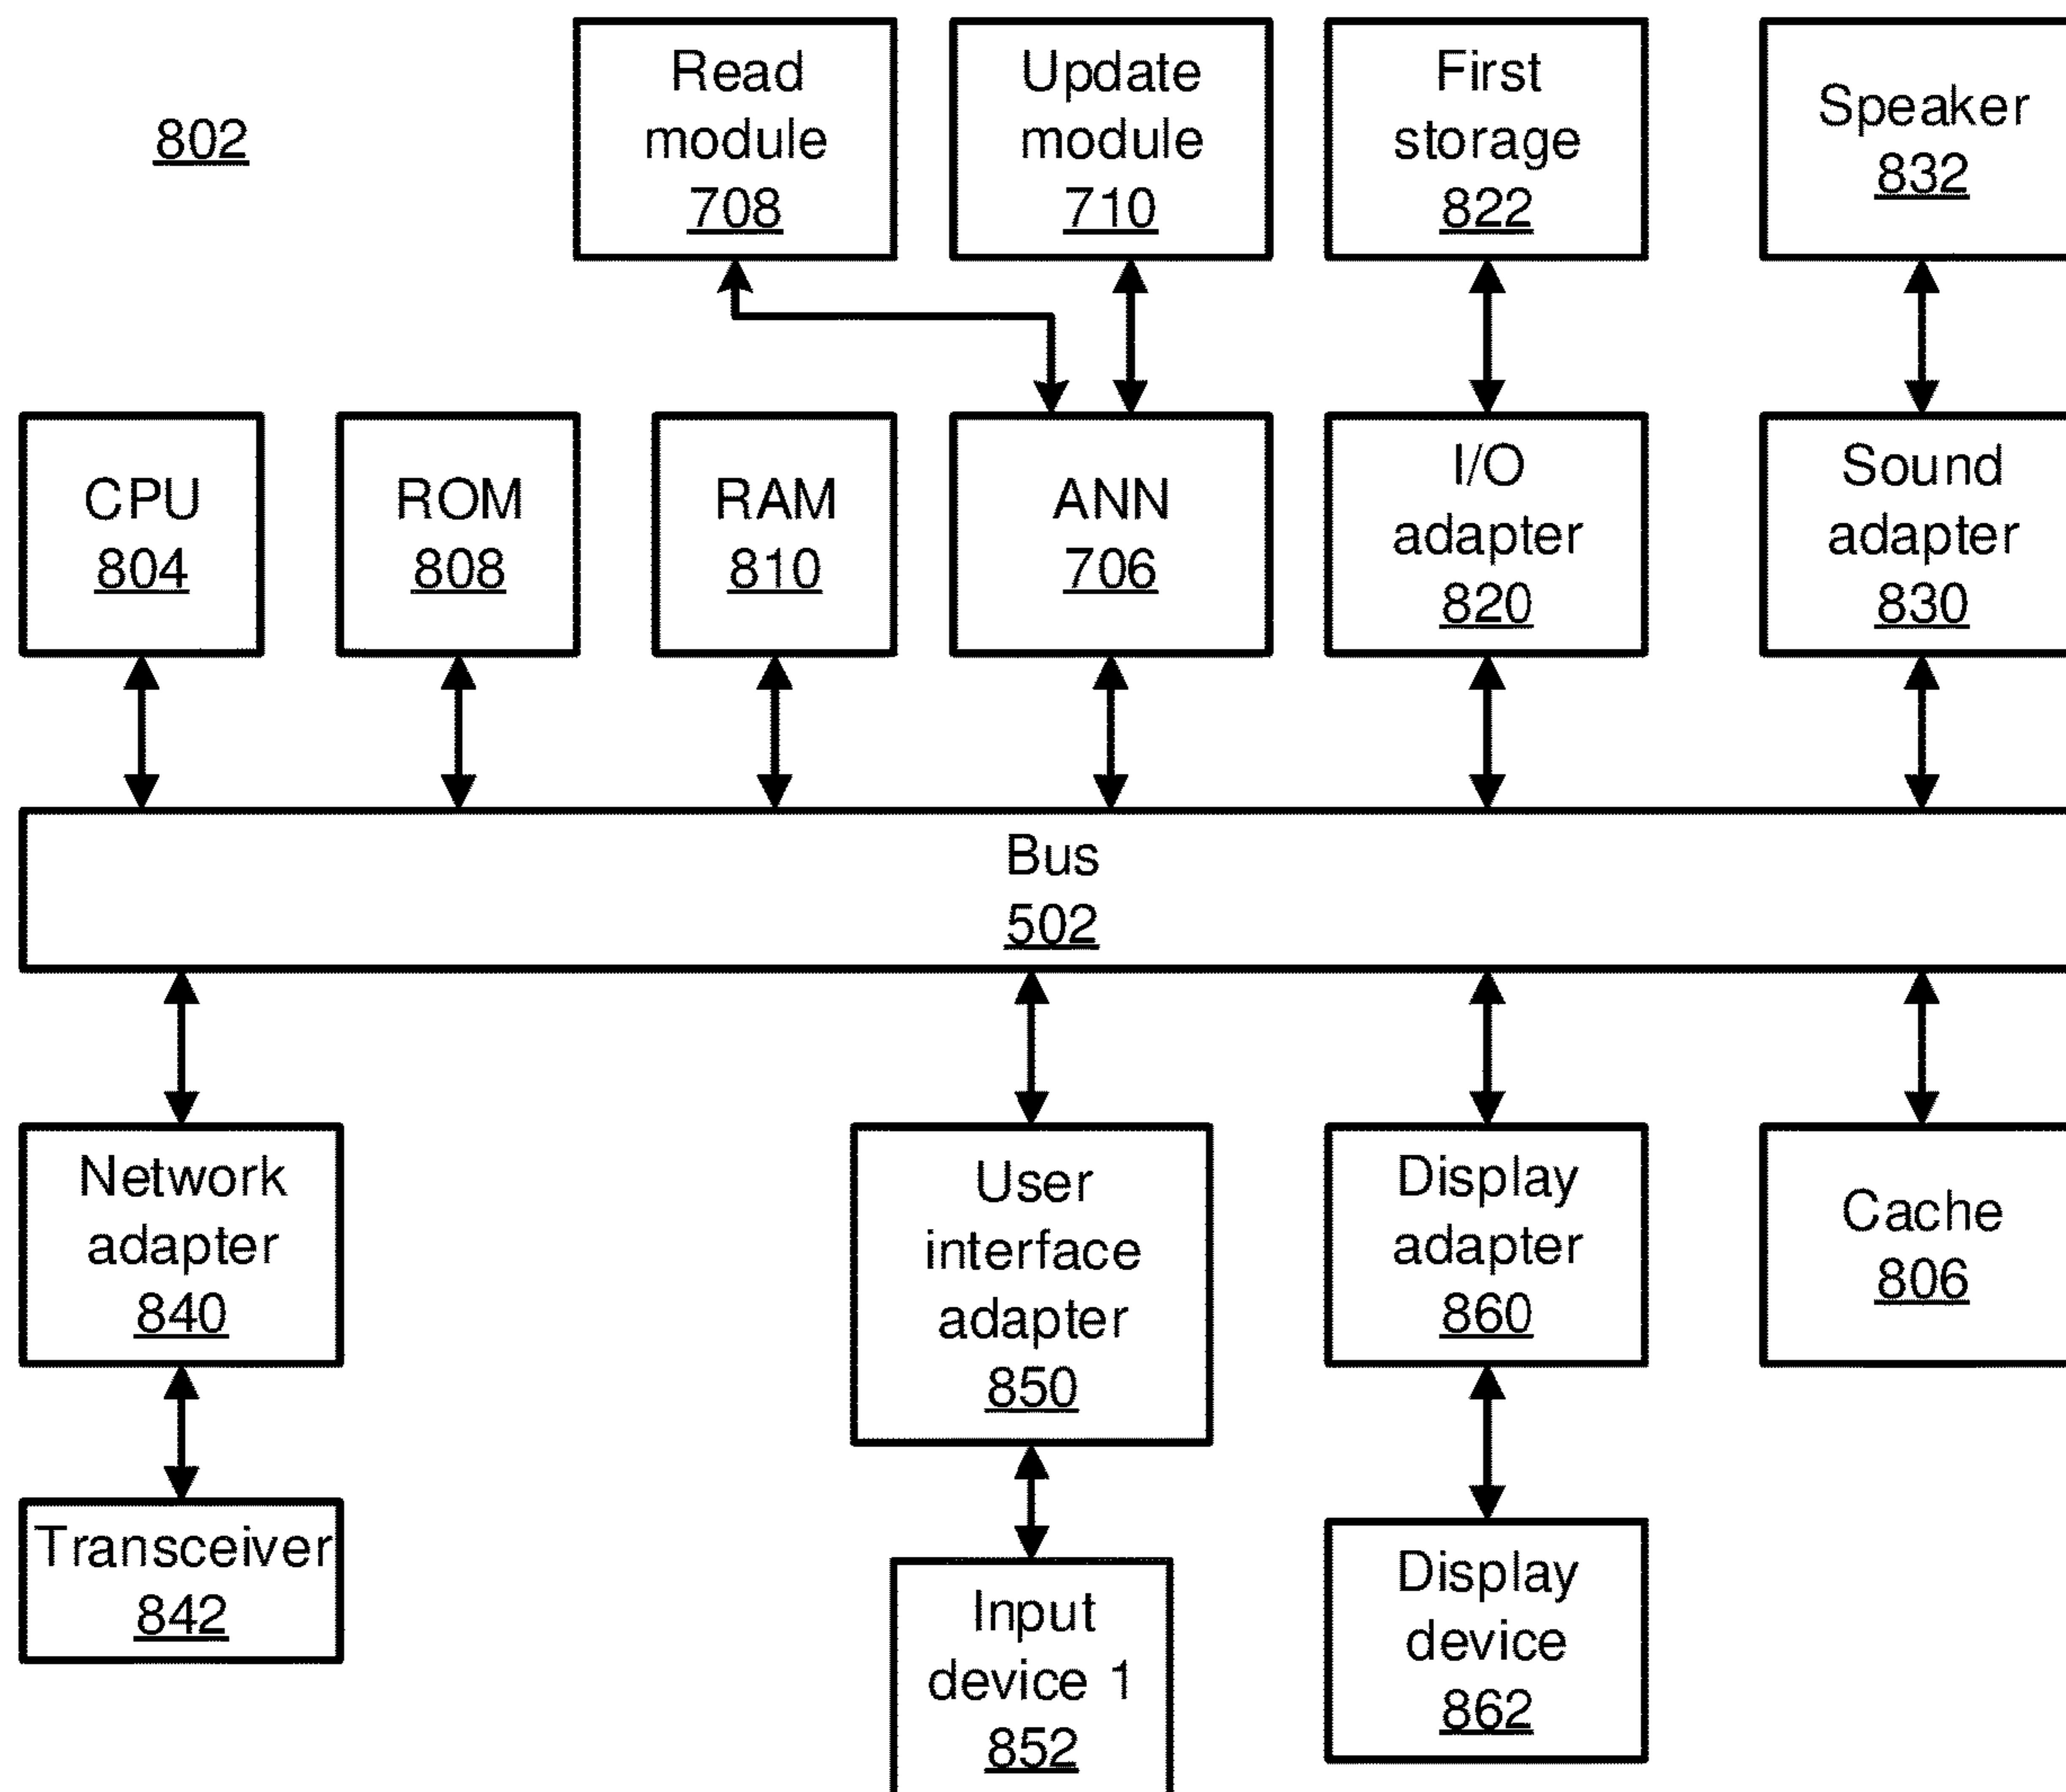 802
Read
module
708
Update
module
710
First
storage
822
Speaker
832
CPU
804
ROM
808
RAM
810
ANN
706
I/O
adapter
820
Sound
adapter
830
Bus
502
Network
adapter
840
User
interface
adapter
850
Display
adapter
860
Cache
806
Transceiver
842
Input
device 1
852
Display
device
862